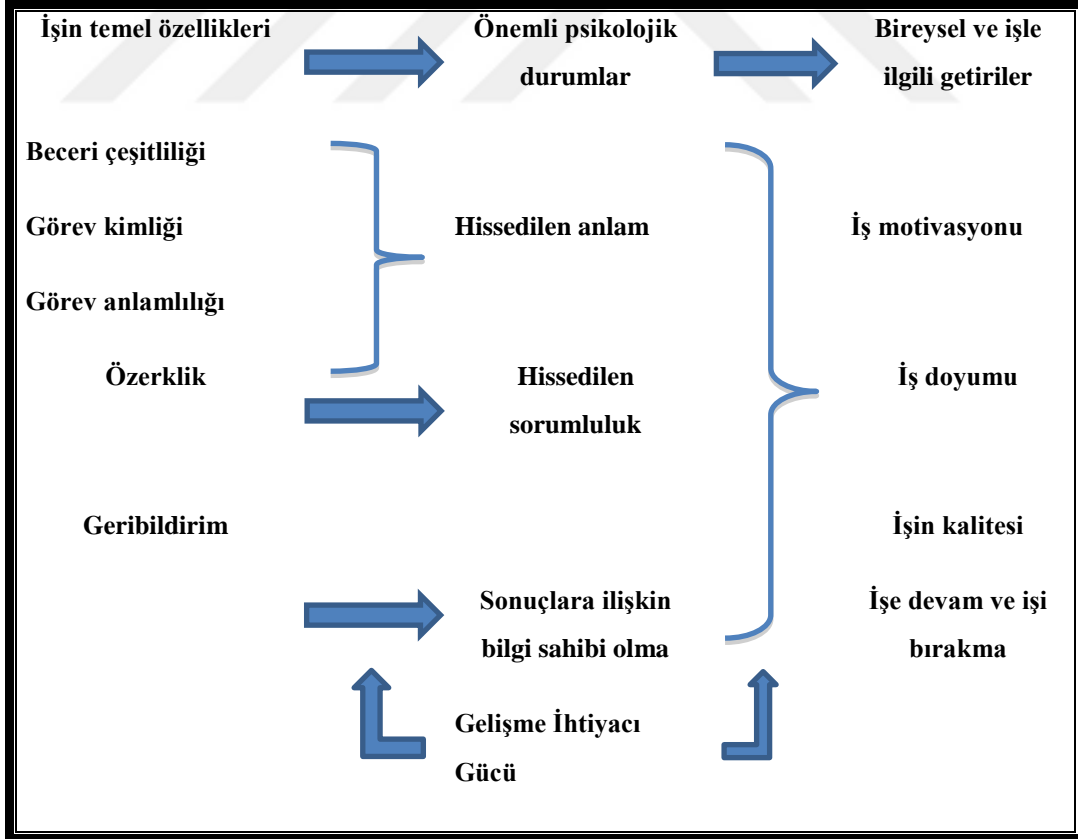 İşin temel özellikleri
Önemli psikolojik
durumlar
Bireysel ve işle
ilgili getiriler
Beceri çeşitliliği
Görev kimliği
Hissedilen anlam
İş motivasyonu
Görev anlamlılığı
Özerklik
Hissedilen
sorumluluk
İş doyumu
Geribildirim
İşin kalitesi
Sonuçlara ilişkin
bilgi sahibi olma
İşe devam ve işi
bırakma
Gelişme İhtiyacı
Gücü